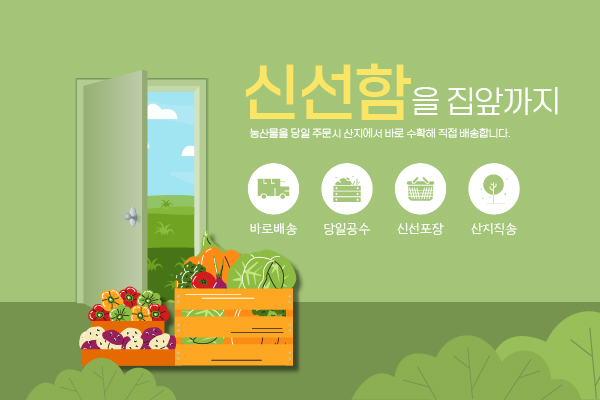 신선함을 집앞까지
농산물을 당일 주문시 산지에서 바로 수확해 직접 배송합니다.
바로배송 당일공수 신선포장 산지직송